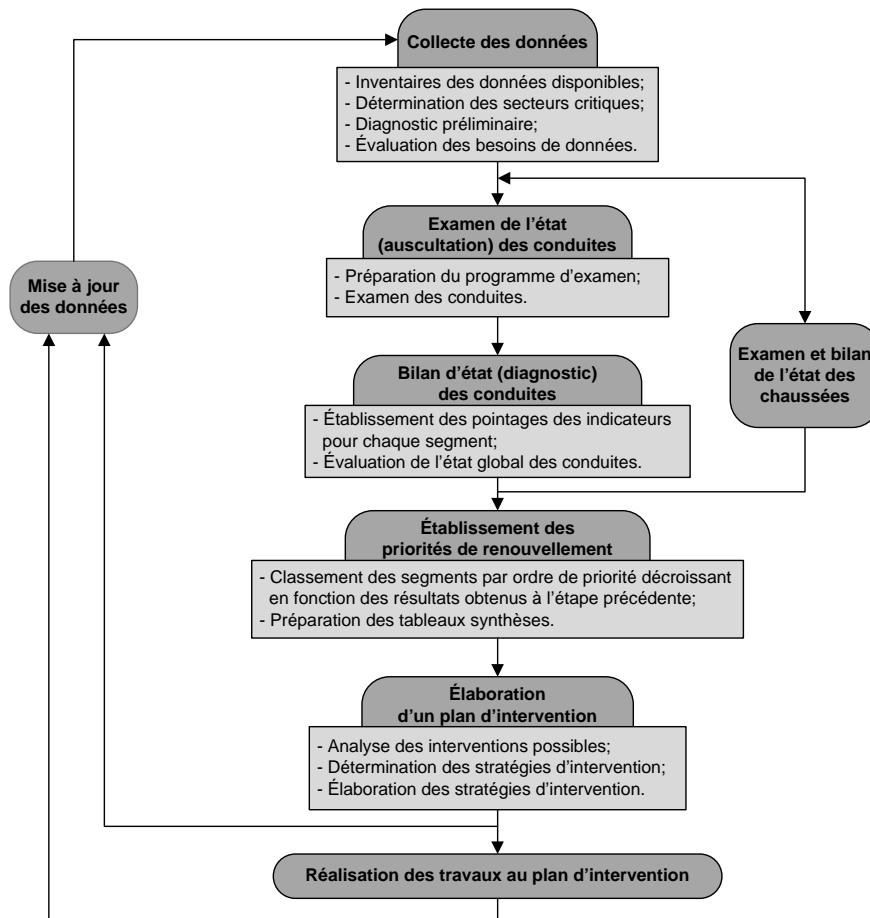 Collecte des données
- Inventaires des données disponibles;
- Détermination des secteurs critiques;
- Diagnostic préliminaire;
- Évaluation des besoins de données.
Examen de l'état
(auscultation) des conduites
- Préparation du programme d'examen;
- Examen des conduites.
Mise à jour
des données
Examen et bilan
de l'état des
chaussées
Bilan d'état (diagnostic)
des conduites
- Établissement des pointages des indicateurs
pour chaque segment;
- Évaluation de l'état global des conduites.
Établissement des
priorités de renouvellement
- Classement des segments par ordre de priorité décroissant
en fonction des résultats obtenus à l'étape précédente;
- Préparation des tableaux synthèses.
Élaboration
d'un plan d'intervention
- Analyse des interventions possibles;
- Détermination des stratégies d'intervention;
- Élaboration des stratégies d'intervention.
Réalisation des travaux au plan d'intervention